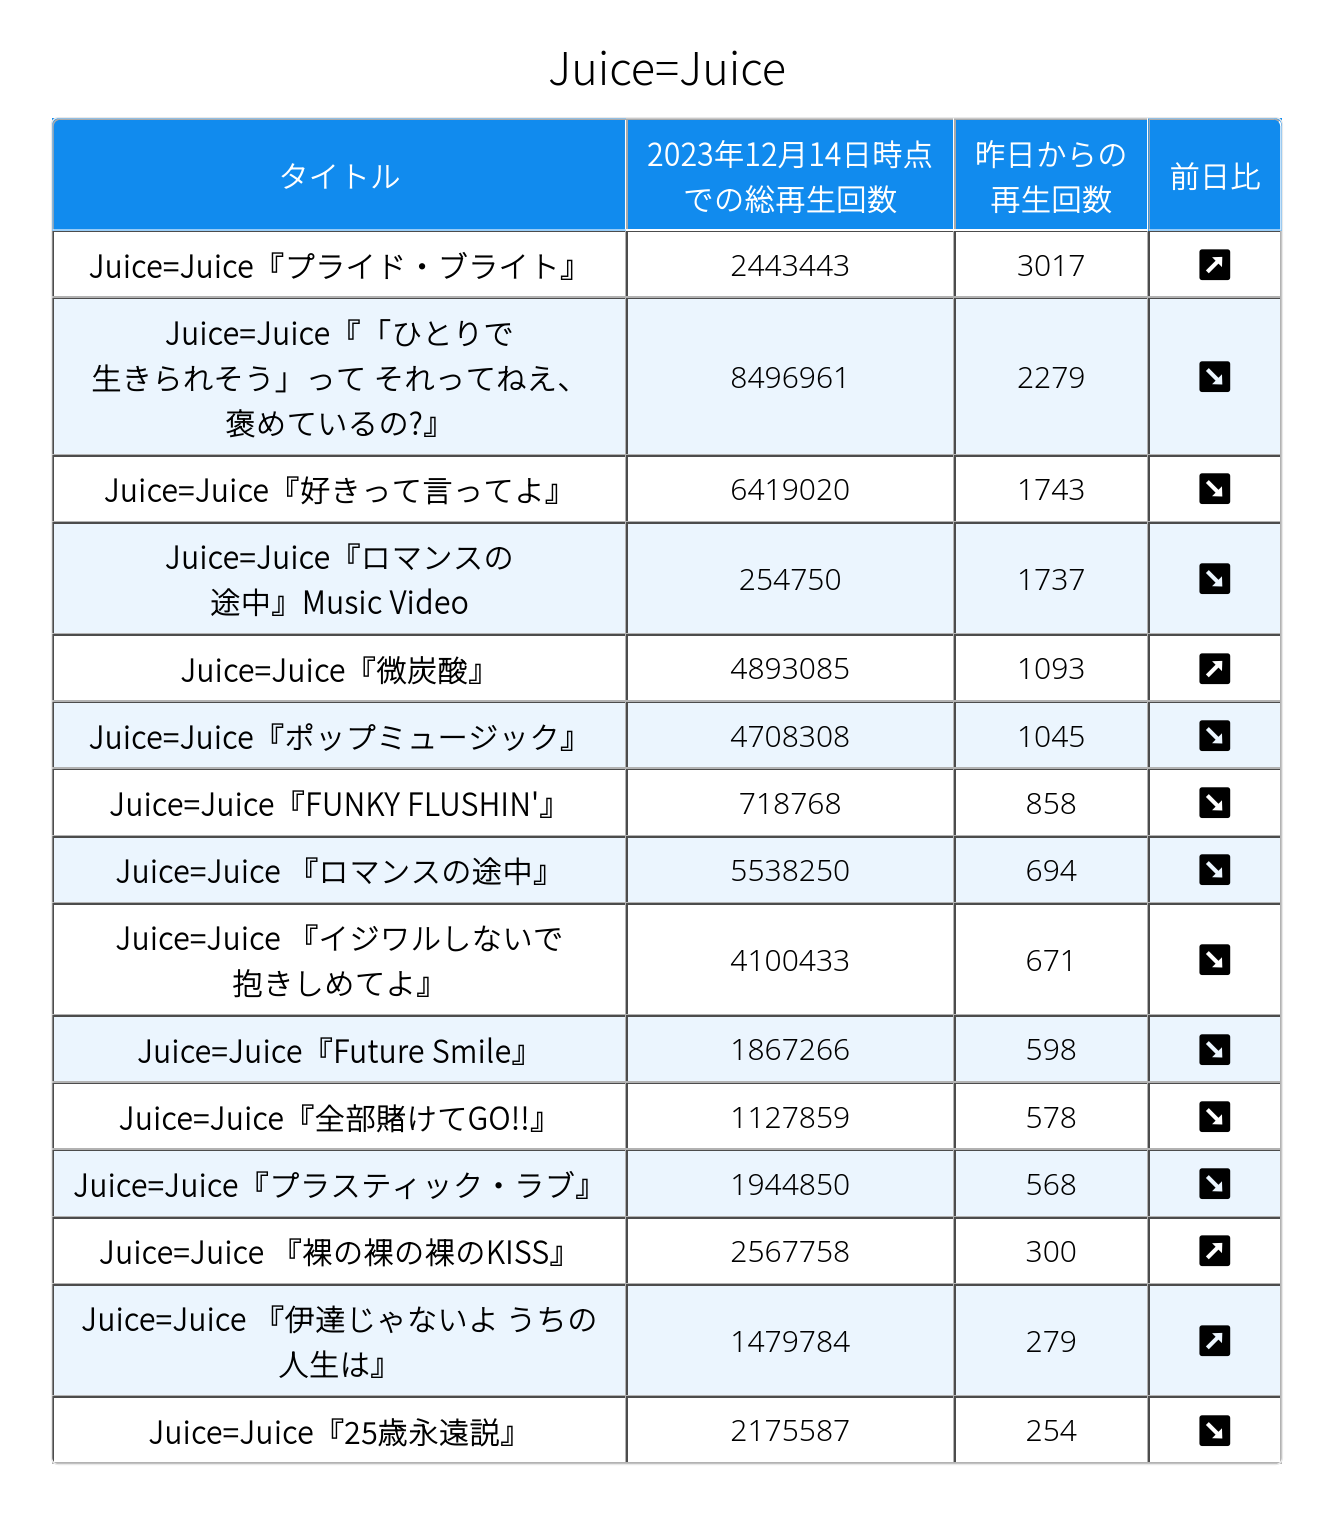 Juice=Juice
タイトル
2023年12月14日時点
での総再生回数
昨日からの
再生回数
前日比
Juice=Juice『プライド・ブライト』
2443443
3017
Juice=Juice『「ひとりで
生きられそう」って それってねえ、
褒めているの?』
8496961
2279
Juice=Juice『好きって言ってよ』
6419020
1743
Juice=Juice『ロマンスの
途中』Music Video
254750
1737
Juice=Juice『微炭酸』
4893085
1093
Juice=Juice『ポップミュージック』
4708308
1045
Juice=Juice『FUNKY FLUSHIN'』
718768
858
Juice=Juice 『ロマンスの途中』
5538250
694
Juice=Juice 『イジワルしないで
抱きしめてよ』
4100433
671
Juice=Juice『Future Smile』
1867266
598
Juice=Juice『全部賭けてGO!!』
1127859
578
Juice=Juice『プラスティック・ラブ』
1944850
568
Juice=Juice 『裸の裸の裸のKISS』
2567758
300
Juice=Juice 『伊達じゃないよ うちの
人生は』
1479784
279
Juice=Juice『25歳永遠説』
2175587
254